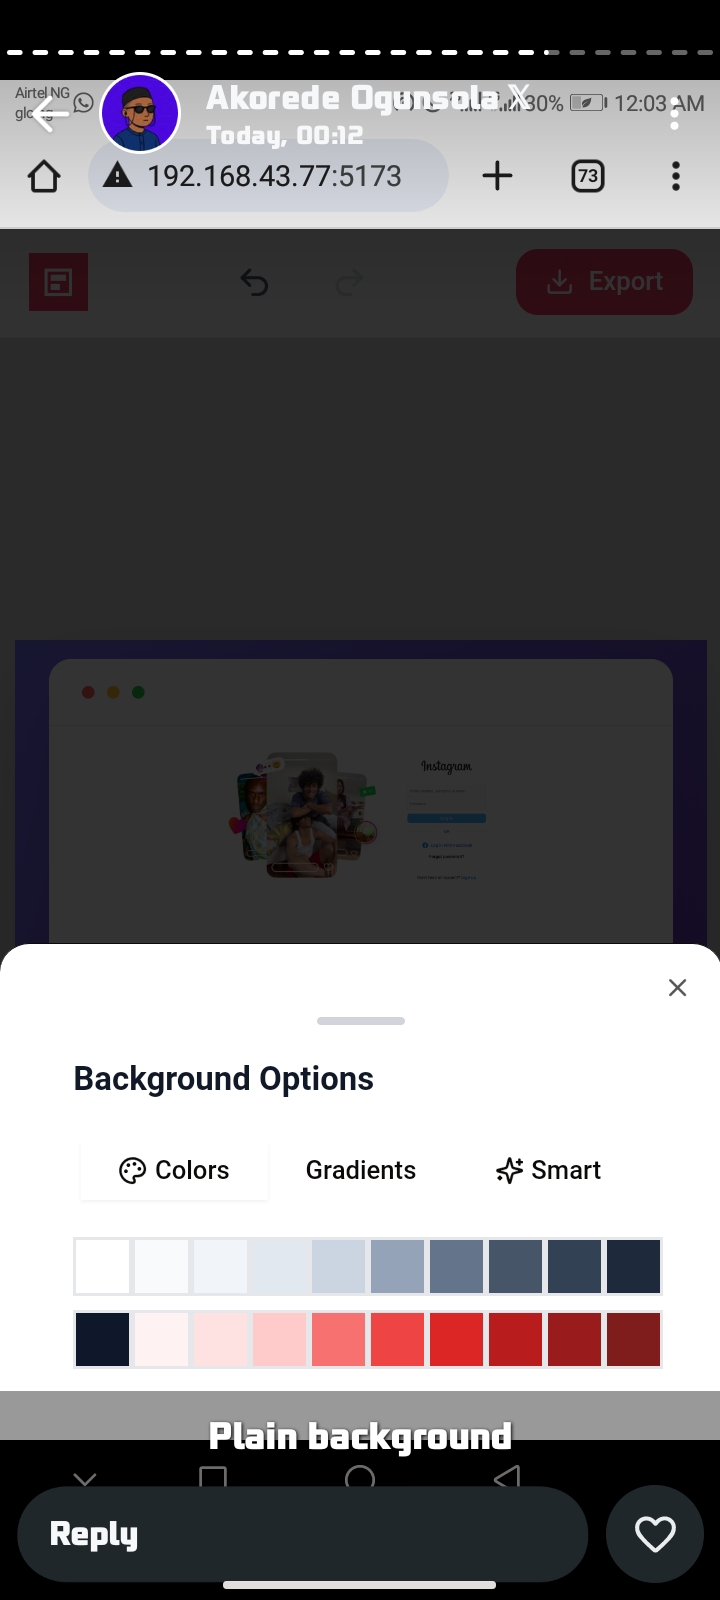 Airtel NG
glo
Akorede Ogunsola 𝕏
30%
12:03 AM
Today, 00:12
192.168.43.77:5173
73
Export
Instagram
Background Options
Colors
Gradients
Smart
Plain background
Reply